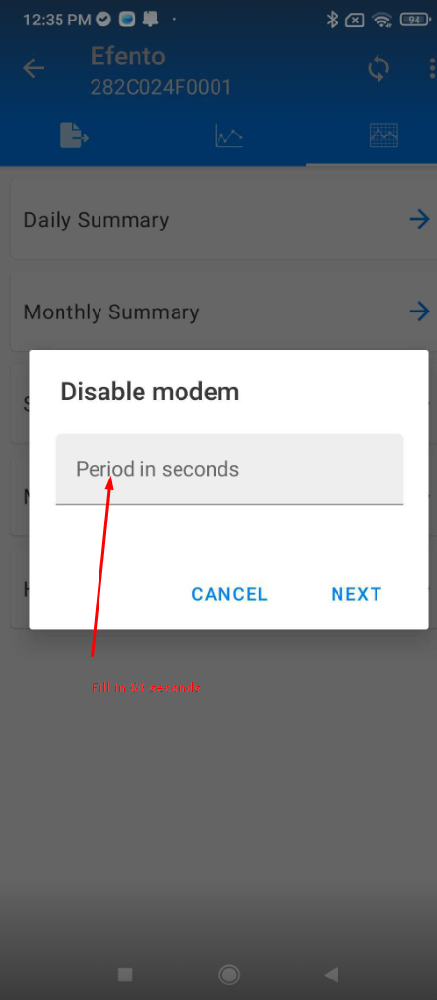 12:35 PM
94
Efento
282C024F0001
Daily Summary
Monthly Summary
Disable modem
Period in seconds
CANCEL
NEXT
Fill in 60 seconds